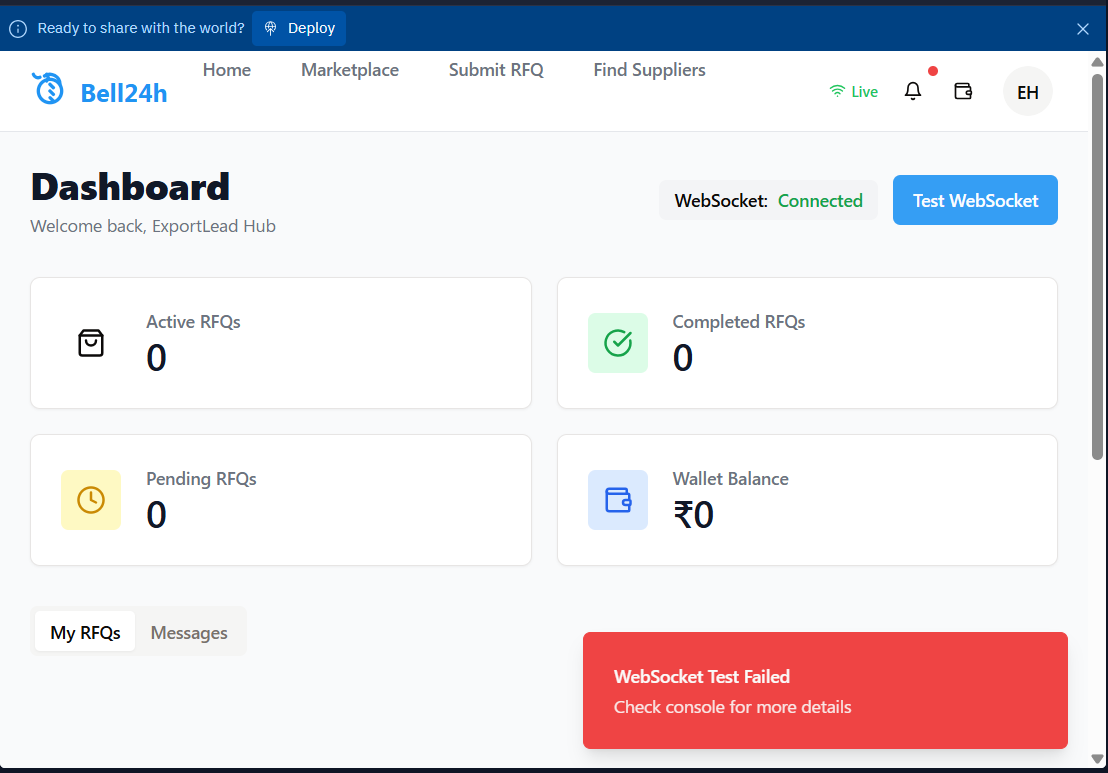 Ready to share with the world? Deploy
Bell24h
Home Marketplace Submit RFQ Find Suppliers
Live
EH
Dashboard
Welcome back, ExportLead Hub
WebSocket: Connected
Test WebSocket
Active RFQs
0
Completed RFQs
0
Pending RFQs
0
Wallet Balance
₹0
My RFQs Messages
WebSocket Test Failed
Check console for more details